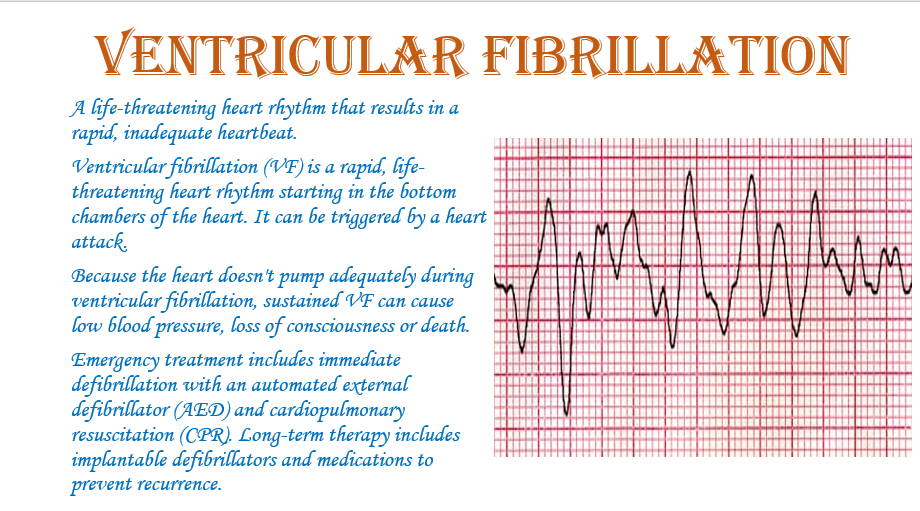 VENTRICULAR FIBRILLATION
A life-threatening heart rhythm that results in a
rapid, inadequate heartbeat.
Ventricular fibrillation (VF) is a rapid, life-
threatening heart rhythm starting in the bottom
chambers of the heart. It can be triggered by a heart
attack.
Because the heart doesn't pump adequately during
ventricular fibrillation, sustained VF can cause
low blood pressure, loss of consciousness or death.
Emergency treatment includes immediate
defibrillation with an automated external
defibrillator (AED) and cardiopulmonary
resuscitation (CPR). Long-term therapy includes
implantable defibrillators and medications to
prevent recurrence.